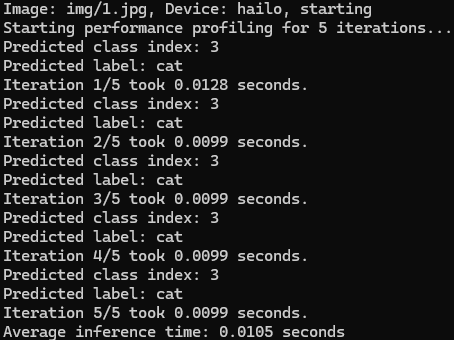 Image: img/1.jpg, Device: hailo, starting
Starting performance profiling for 5 iterations...
Predicted class index: 3
Predicted label: cat
Iteration 1/5 took 0.0128 seconds.
Predicted class index: 3
Predicted label: cat
Iteration 2/5 took 0.0099 seconds.
Predicted class index: 3
Predicted label: cat
Iteration 3/5 took 0.0099 seconds.
Predicted class index: 3
Predicted label: cat
Iteration 4/5 took 0.0099 seconds.
Predicted class index: 3
Predicted label: cat
Iteration 5/5 took 0.0099 seconds.
Average inference time: 0.0105 seconds